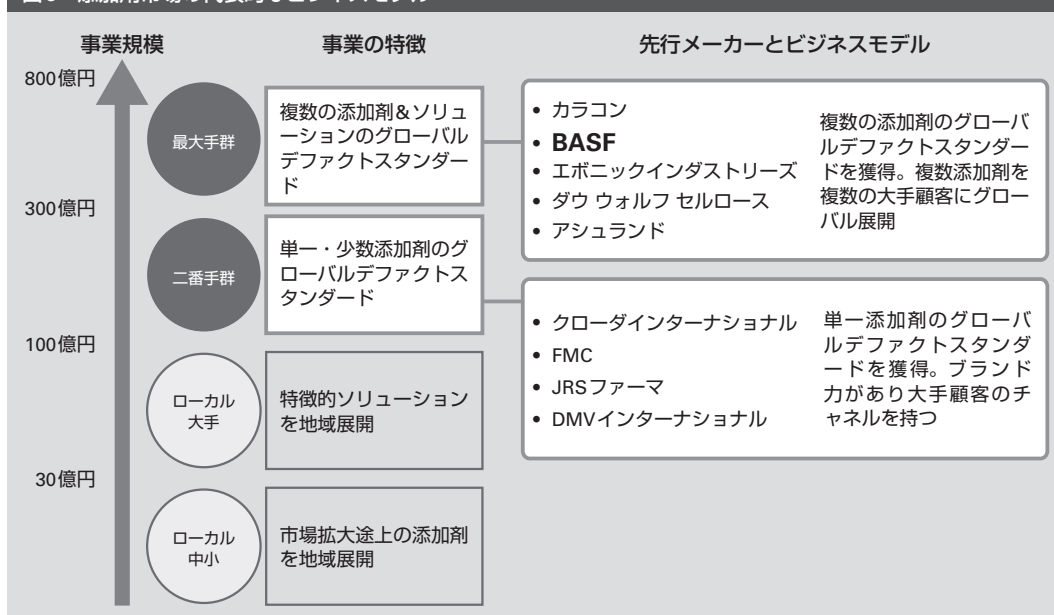 事業規模
事業の特徴
先行メーカーとビジネスモデル
800億円
最大手群
複数の添加剤&ソリュ
ーションのグローバル
デファクトスタンダー
ド
• カラコン
• BASF
• エボニックインダストリーズ
• ダウ ウォルフ セルロース
• アシュランド
複数の添加剤のグローバ
ルデファクトスタンダー
ドを獲得。複数添加剤を
複数の大手顧客にグロー
バル展開
300億円
二番手群
単一・少数添加剤のグ
ローバルデファクトス
タンダード
• クローダインターナショナル
• FMC
• JRSファーマ
• DMVインターナショナル
単一添加剤のグローバ
ルデファクトスタンダ
ードを獲得。ブランド
力があり大手顧客のチ
ャネルを持つ
100億円
ローカル
大手
特徴的ソリューション
を地域展開
30億円
ローカル
中小
市場拡大途上の添加剤
を地域展開